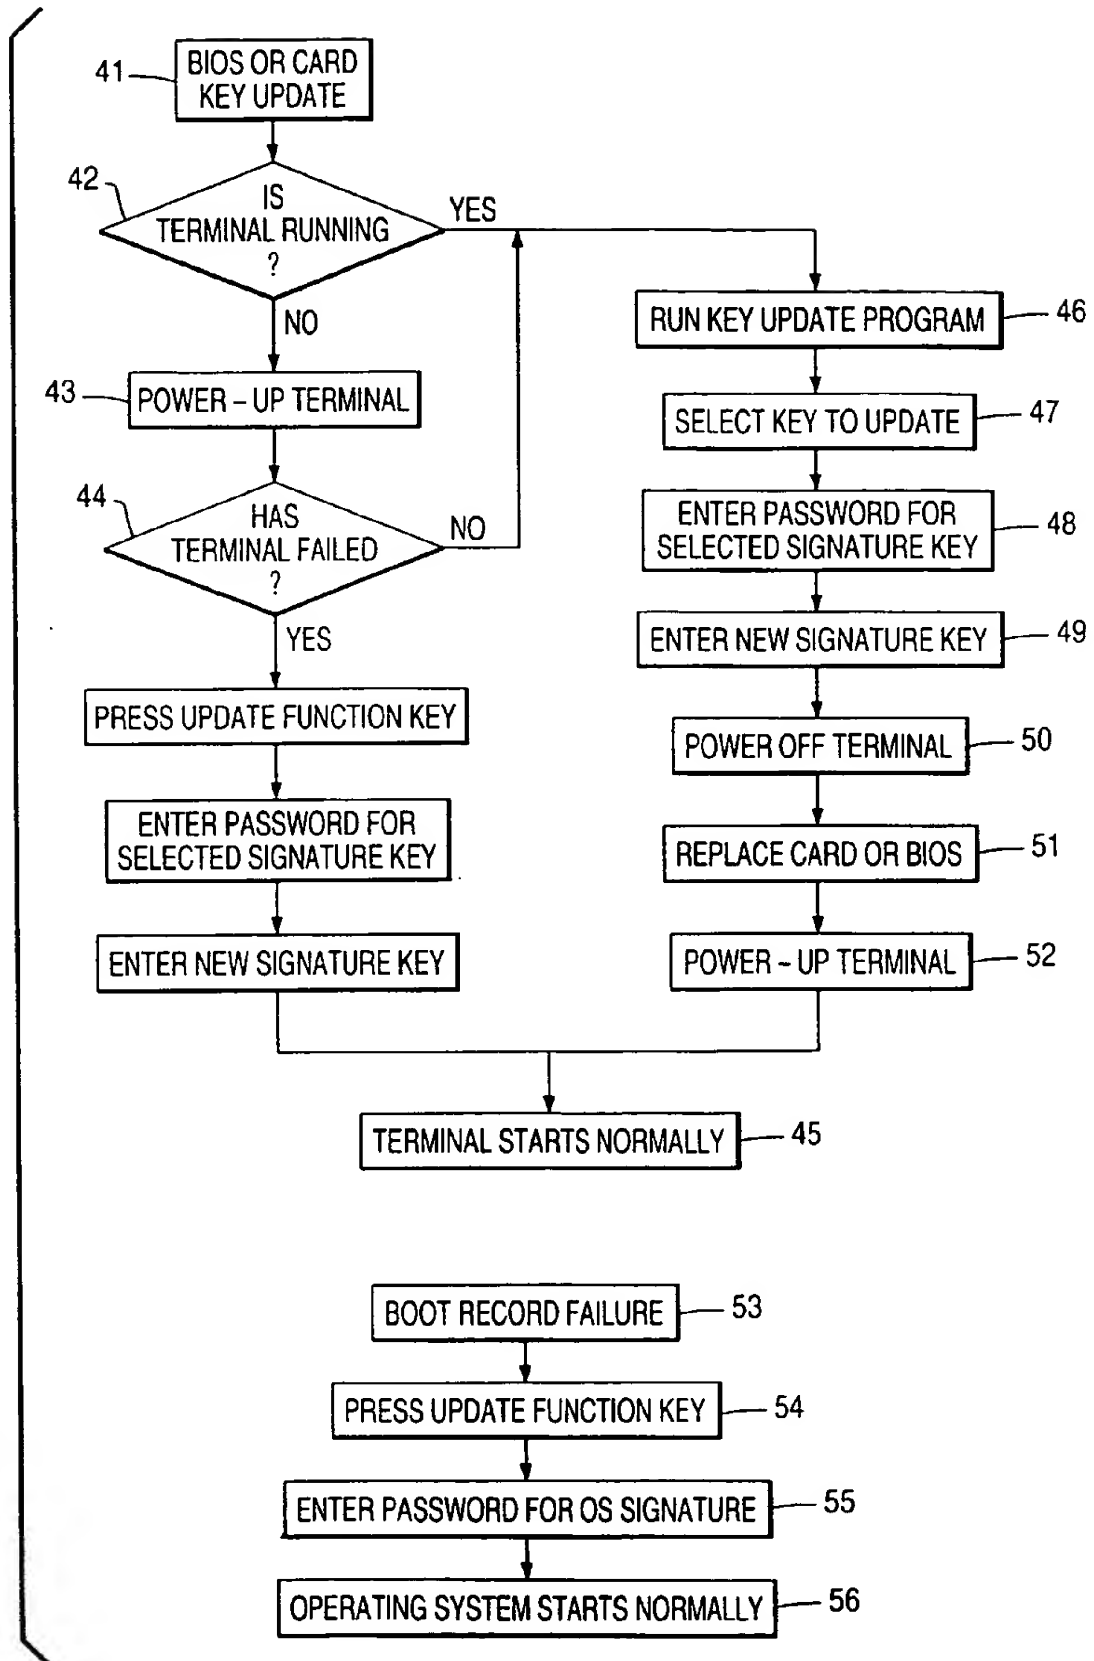 41
BIOS OR CARD
KEY UPDATE
42
IS
TERMINAL RUNNING
?
YES
NO
43
POWER – UP TERMINAL
44
HAS
TERMINAL FAILED
?
NO
YES
PRESS UPDATE FUNCTION KEY
ENTER PASSWORD FOR
SELECTED SIGNATURE KEY
ENTER NEW SIGNATURE KEY
RUN KEY UPDATE PROGRAM
46
SELECT KEY TO UPDATE
47
ENTER PASSWORD FOR
SELECTED SIGNATURE KEY
48
ENTER NEW SIGNATURE KEY
49
POWER OFF TERMINAL
50
REPLACE CARD OR BIOS
51
POWER – UP TERMINAL
52
TERMINAL STARTS NORMALLY
45
BOOT RECORD FAILURE
53
PRESS UPDATE FUNCTION KEY
54
ENTER PASSWORD FOR OS SIGNATURE
55
OPERATING SYSTEM STARTS NORMALLY
56